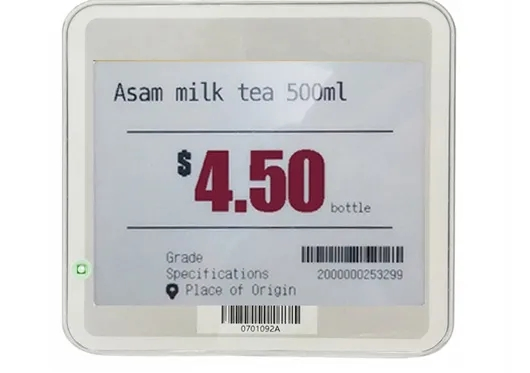 Asam milk tea 500ml
$4.50 bottle
Grade
Specifications
Place of Origin
2000000253299
0701092A